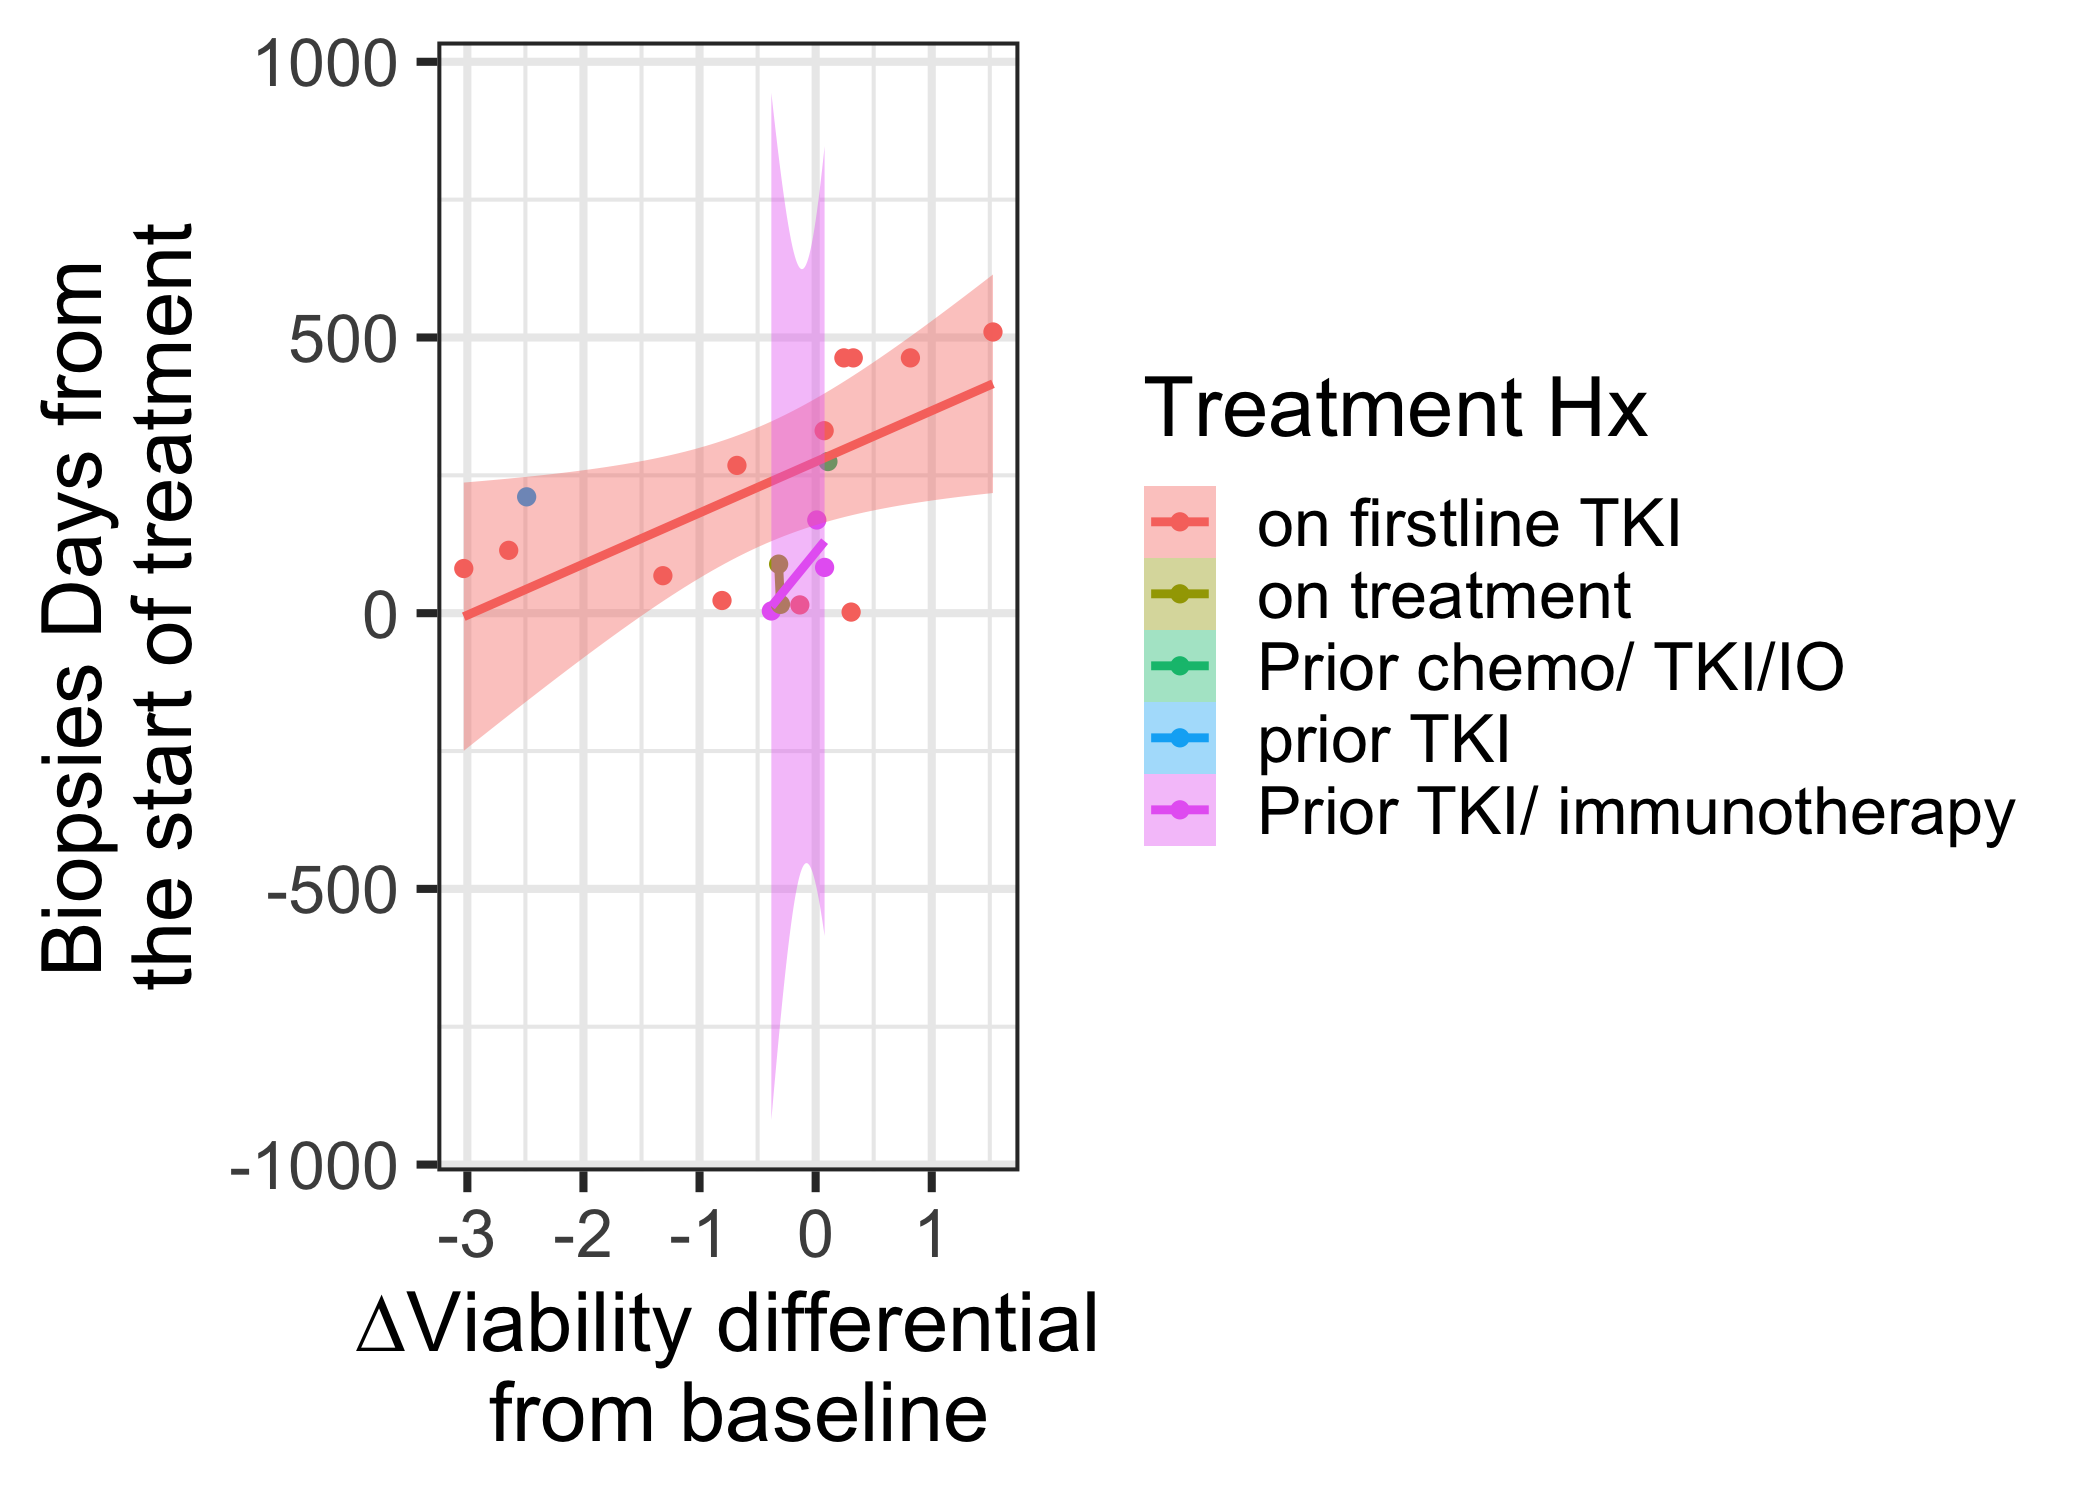 Biopsies Days from
the start of treatment
1000
500
0
-500
-1000
-3 -2 -1 0 1
ΔViability differential
from baseline
Treatment Hx
on firstline TKI
on treatment
Prior chemo/ TKI/IO
prior TKI
Prior TKI/ immunotherapy